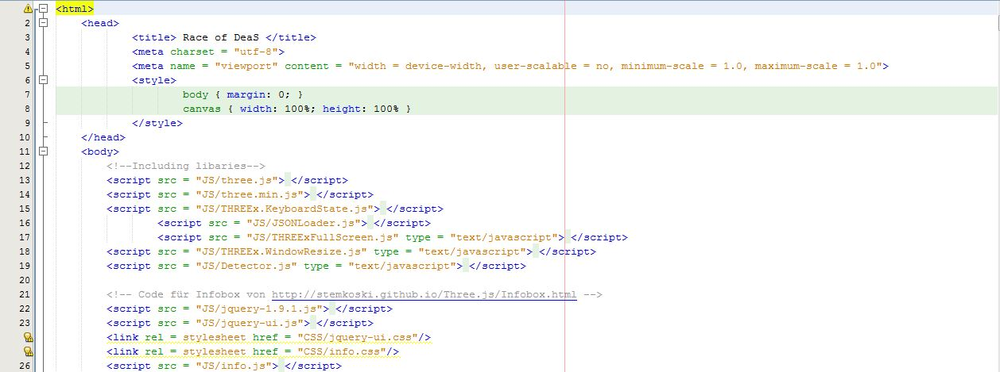 <html>
2 <head>
3 <title> Race of DeaS </title>
4 <meta charset = "utf-8">
5 <meta name = "viewport" content = "width = device-width, user-scalable = no, minimum-scale = 1.0, maximum-scale = 1.0">
6 <style>
7 body { margin: 0; }
8 canvas { width: 100%; height: 100% }
9 </style>
10 </head>
11 <body>
12 <!--Including libaries-->
13 <script src = "JS/three.js"> </script>
14 <script src = "JS/three.min.js"> </script>
15 <script src = "JS/THREEx.KeyboardState.js"> </script>
16 <script src = "JS/JSONLoader.js"> </script>
17 <script src = "JS/THREExFullScreen.js" type = "text/javascript"> </script>
18 <script src = "JS/THREEx.WindowResize.js" type = "text/javascript"> </script>
19 <script src = "JS/Detector.js" type = "text/javascript"> </script>
20
21 <!-- Code für Infobox von http://stemkoski.github.io/Three.js/Infobox.html -->
22 <script src = "JS/jquery-1.9.1.js"> </script>
23 <script src = "JS/jquery-ui.js"> </script>
<link rel = stylesheet href = "CSS/jquery-ui.css"/>
<link rel = stylesheet href = "CSS/info.css"/>
26 <script src = "JS/info.js"> </script>